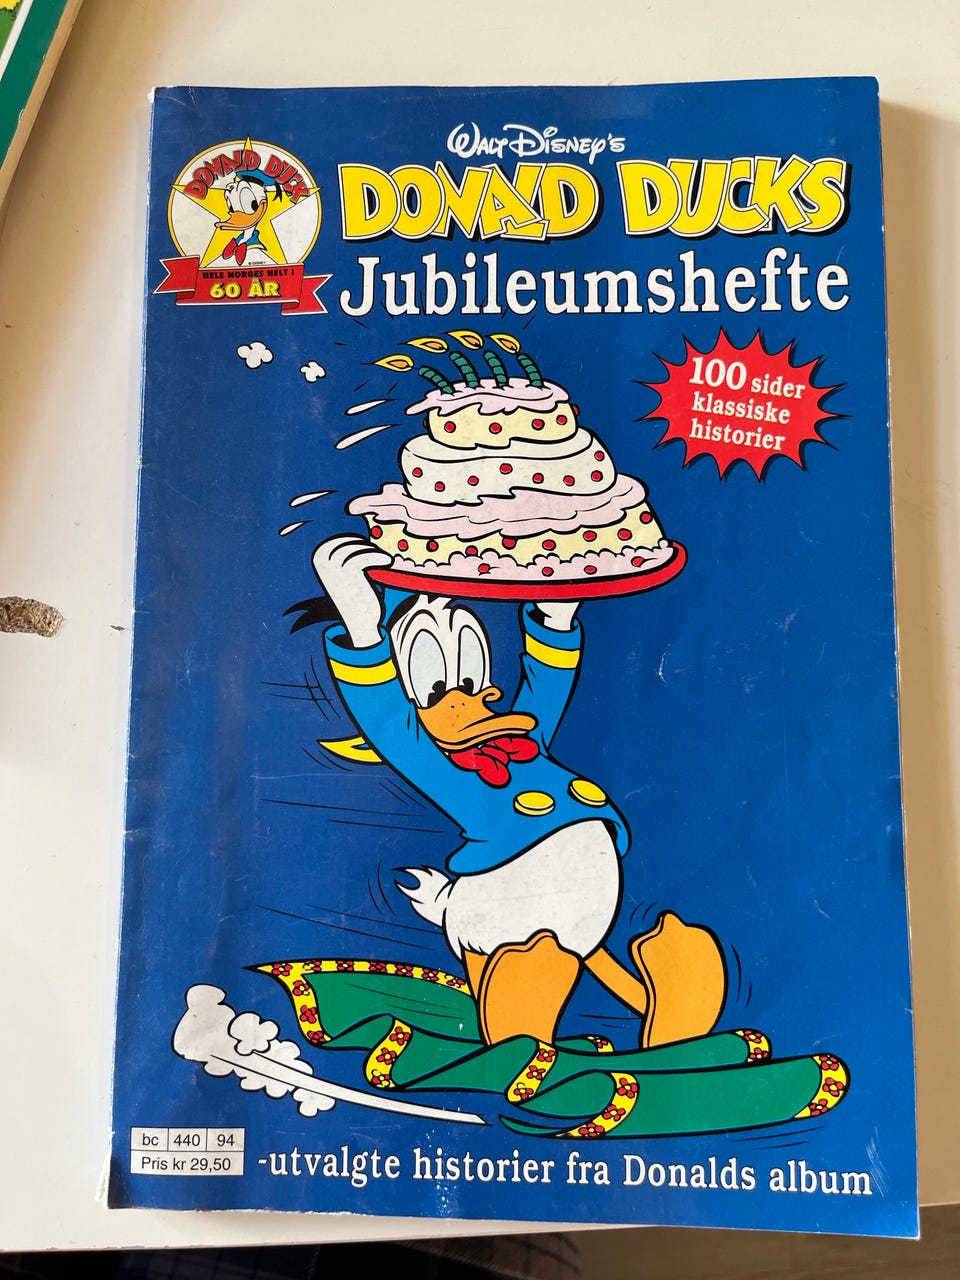 WALT DISNEY'S
DONALD DUCKS
Jubileumshefte
DONALD DUCK
© DISNEY
HELE NORGES HELT!
60 ÅR
100 sider
klassiske
historier
bc 440 94
Pris kr 29,50
-utvalgte historier fra Donalds album